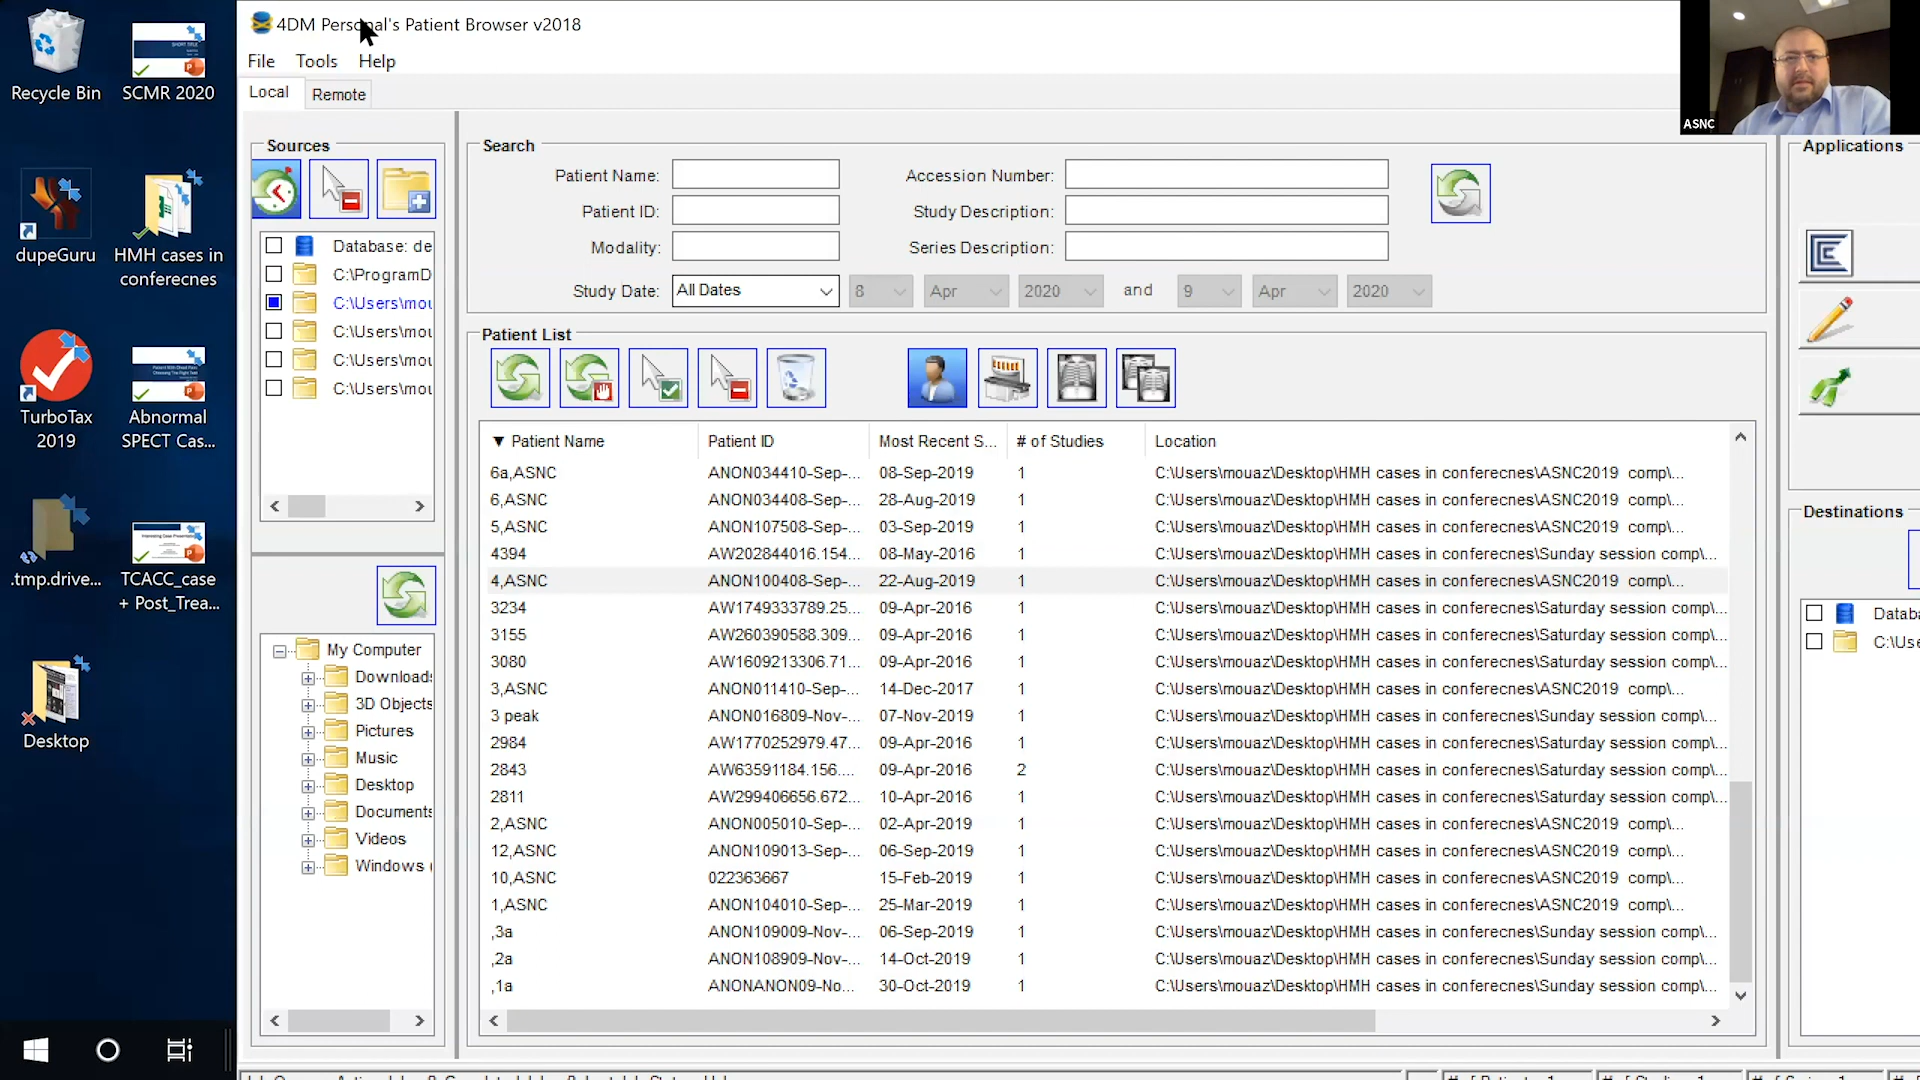 4DM Personal's Patient Browser v2018
File Tools Help
Local Remote
ASNC
Recycle Bin
SCMR 2020
dupeGuru
HMH cases in
conferecnes
TurboTax
2019
Abnormal
SPECT Cas...
.tmp.drive...
TCACC_case
+ Post_Trea...
Desktop
Sources
Database: de
C:\ProgramD
C:\Users\mou
C:\Users\mou
C:\Users\mou
C:\Users\mou
My Computer
Downloads
3D Objects
Pictures
Music
Desktop
Documents
Videos
Windows
Search
Patient Name: Accession Number:
Patient ID: Study Description:
Modality: Series Description:
Study Date: All Dates 8 Apr 2020 and 9 Apr 2020
Patient List
Patient Name Patient ID Most Recent S... # of Studies Location
6a,ASNC ANON034410-Sep-... 08-Sep-2019 1 C:\Users\mouaz\Desktop\HMH cases in conferecnes\ASNC2019 comp\...
6,ASNC ANON034408-Sep-... 28-Aug-2019 1 C:\Users\mouaz\Desktop\HMH cases in conferecnes\ASNC2019 comp\...
5,ASNC ANON107508-Sep-... 03-Sep-2019 1 C:\Users\mouaz\Desktop\HMH cases in conferecnes\ASNC2019 comp\...
4394 AW202844016.154... 08-May-2016 1 C:\Users\mouaz\Desktop\HMH cases in conferecnes\Sunday session comp\...
4,ASNC ANON100408-Sep-... 22-Aug-2019 1 C:\Users\mouaz\Desktop\HMH cases in conferecnes\ASNC2019 comp\...
3234 AW1749333789.25... 09-Apr-2016 1 C:\Users\mouaz\Desktop\HMH cases in conferecnes\Saturday session comp\...
3155 AW260390588.309... 09-Apr-2016 1 C:\Users\mouaz\Desktop\HMH cases in conferecnes\Saturday session comp\...
3080 AW1609213306.71... 09-Apr-2016 1 C:\Users\mouaz\Desktop\HMH cases in conferecnes\Saturday session comp\...
3,ASNC ANON011410-Sep-... 14-Dec-2017 1 C:\Users\mouaz\Desktop\HMH cases in conferecnes\ASNC2019 comp\...
3 peak ANON016809-Nov-... 07-Nov-2019 1 C:\Users\mouaz\Desktop\HMH cases in conferecnes\Sunday session comp\...
2984 AW1770252979.47... 09-Apr-2016 1 C:\Users\mouaz\Desktop\HMH cases in conferecnes\Saturday session comp\...
2843 AW63591184.156.... 09-Apr-2016 2 C:\Users\mouaz\Desktop\HMH cases in conferecnes\Saturday session comp\...
2811 AW299406656.672... 10-Apr-2016 1 C:\Users\mouaz\Desktop\HMH cases in conferecnes\Saturday session comp\...
2,ASNC ANON005010-Sep-... 02-Apr-2019 1 C:\Users\mouaz\Desktop\HMH cases in conferecnes\ASNC2019 comp\...
12,ASNC ANON109013-Sep-... 06-Sep-2019 1 C:\Users\mouaz\Desktop\HMH cases in conferecnes\ASNC2019 comp\...
10,ASNC 022363667 15-Feb-2019 1 C:\Users\mouaz\Desktop\HMH cases in conferecnes\ASNC2019 comp\...
1,ASNC ANON104010-Sep-... 25-Mar-2019 1 C:\Users\mouaz\Desktop\HMH cases in conferecnes\ASNC2019 comp\...
,3a ANON109009-Nov-... 06-Sep-2019 1 C:\Users\mouaz\Desktop\HMH cases in conferecnes\Sunday session comp\...
,2a ANON108909-Nov-... 14-Oct-2019 1 C:\Users\mouaz\Desktop\HMH cases in conferecnes\Sunday session comp\...
,1a ANONANON09-No... 30-Oct-2019 1 C:\Users\mouaz\Desktop\HMH cases in conferecnes\Sunday session comp\...
Applications
Destinations
Databa
C:\Use